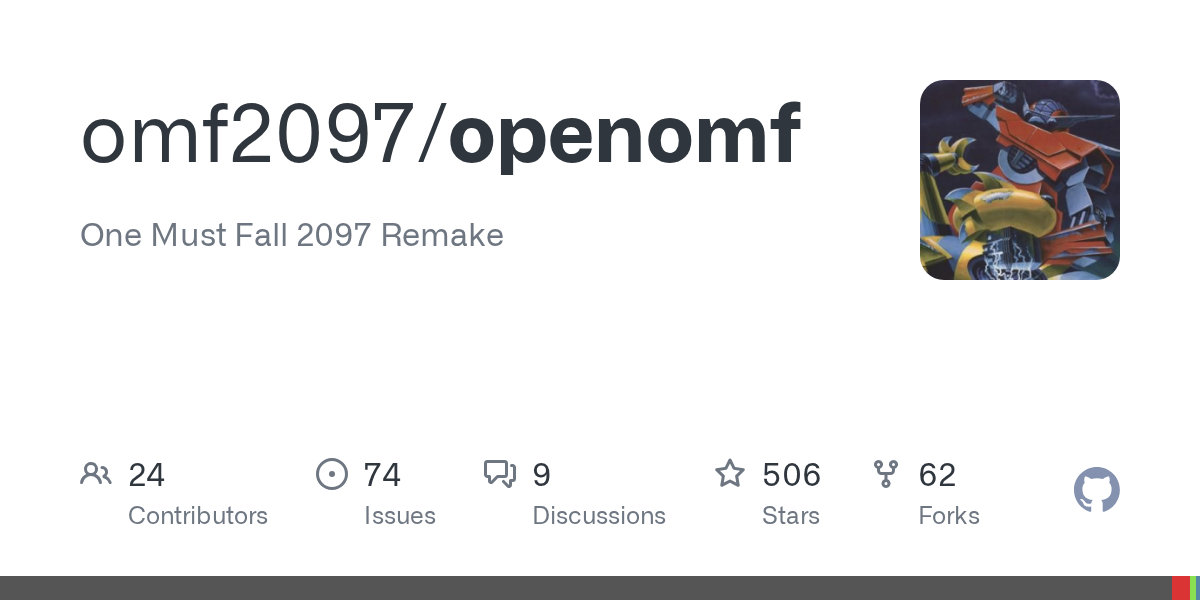 omf2097/openomf
One Must Fall 2097 Remake
24 74 9 506 62
Contributors Issues Discussions Stars Forks